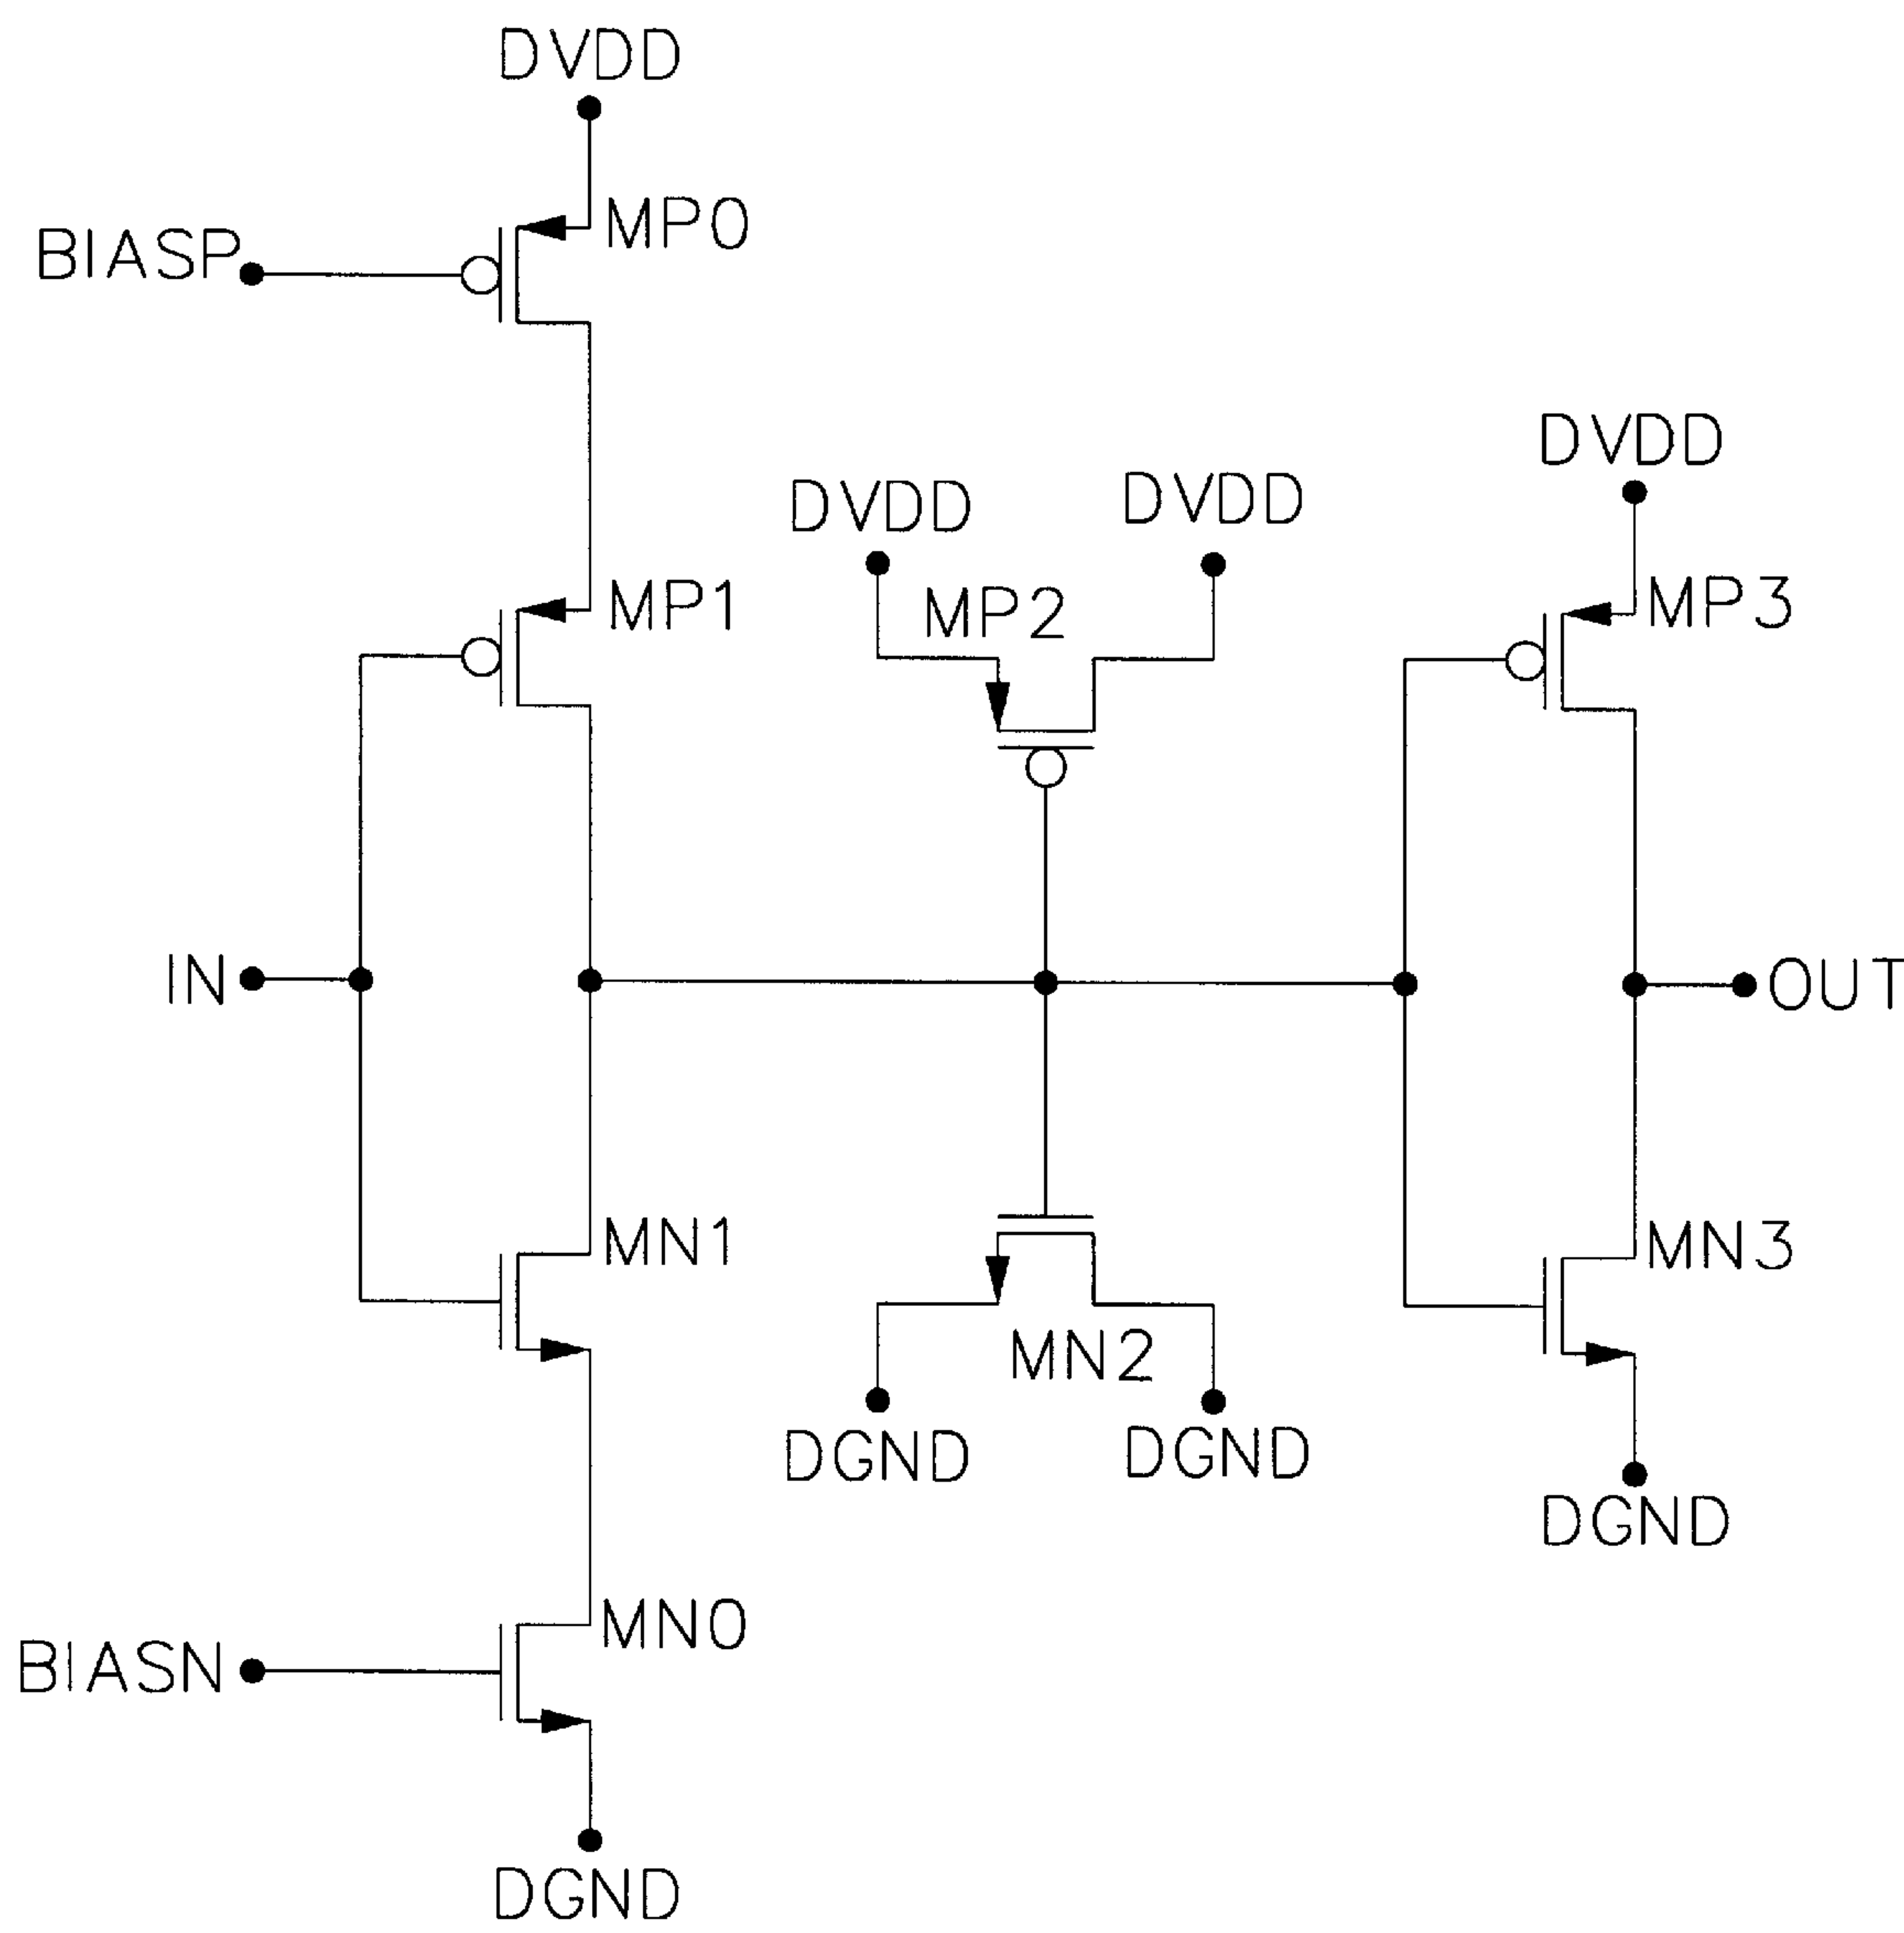 DVDD
MP0
BIASP
DVDD
DVDD
DVDD
MP1
MP2
MP3
IN
OUT
MN1
MN3
MN2
DGND
DGND
DGND
MN0
BIASN
DGND